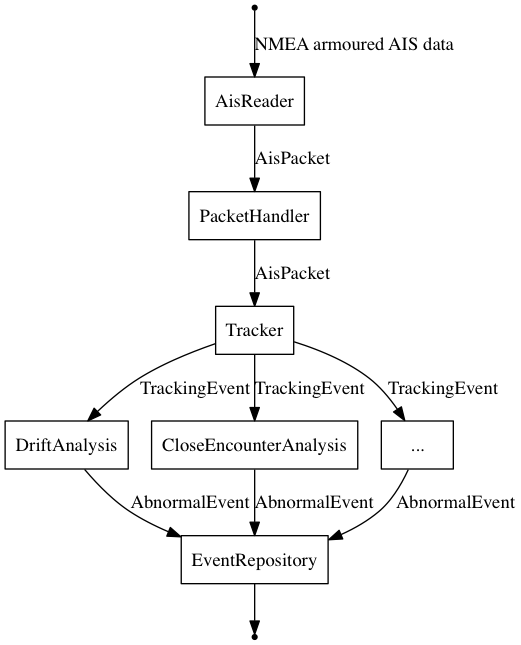 NMEA armoured AIS data
AisReader
AisPacket
PacketHandler
AisPacket
Tracker
TrackingEvent TrackingEvent TrackingEvent
DriftAnalysis CloseEncounterAnalysis ...
AbnormalEvent AbnormalEvent AbnormalEvent
EventRepository